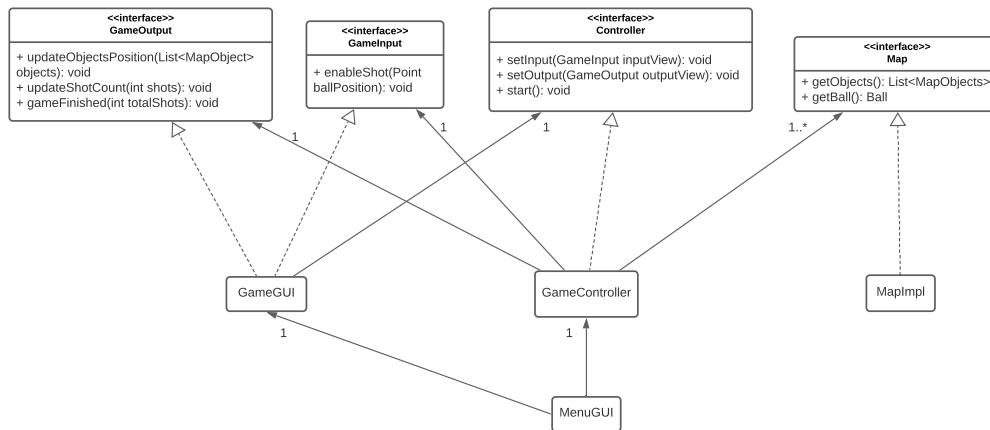 <<interface>>
GameOutput
+ updateObjectsPosition(List<MapObject>
objects): void
+ updateShotCount(int shots): void
+ gameFinished(int totalShots): void
<<interface>>
GameInput
+ enableShot(Point
ballPosition): void
<<interface>>
Controller
+ setInput(GameInput inputView): void
+ setOutput(GameOutput outputView): void
+ start(): void
<<interface>>
Map
+ getObjects(): List<MapObjects>
+ getBall(): Ball
1
1
1
1..*
GameGUI
GameController
MapImpl
1
1
MenuGUI